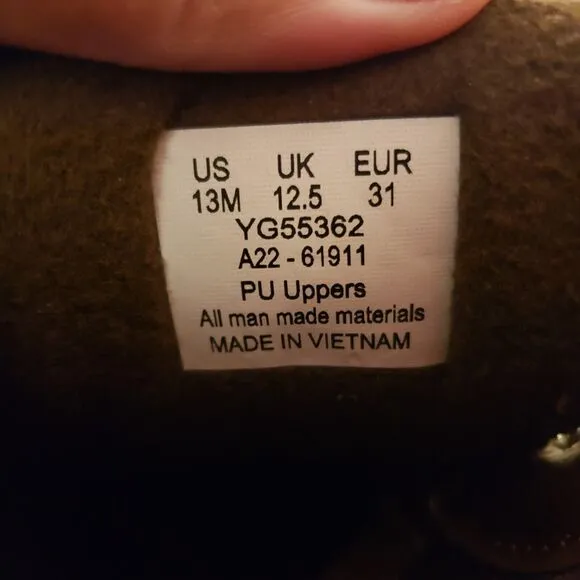 US UK EUR
13M 12.5 31
YG55362
A22 - 61911
PU Uppers
All man made materials
MADE IN VIETNAM